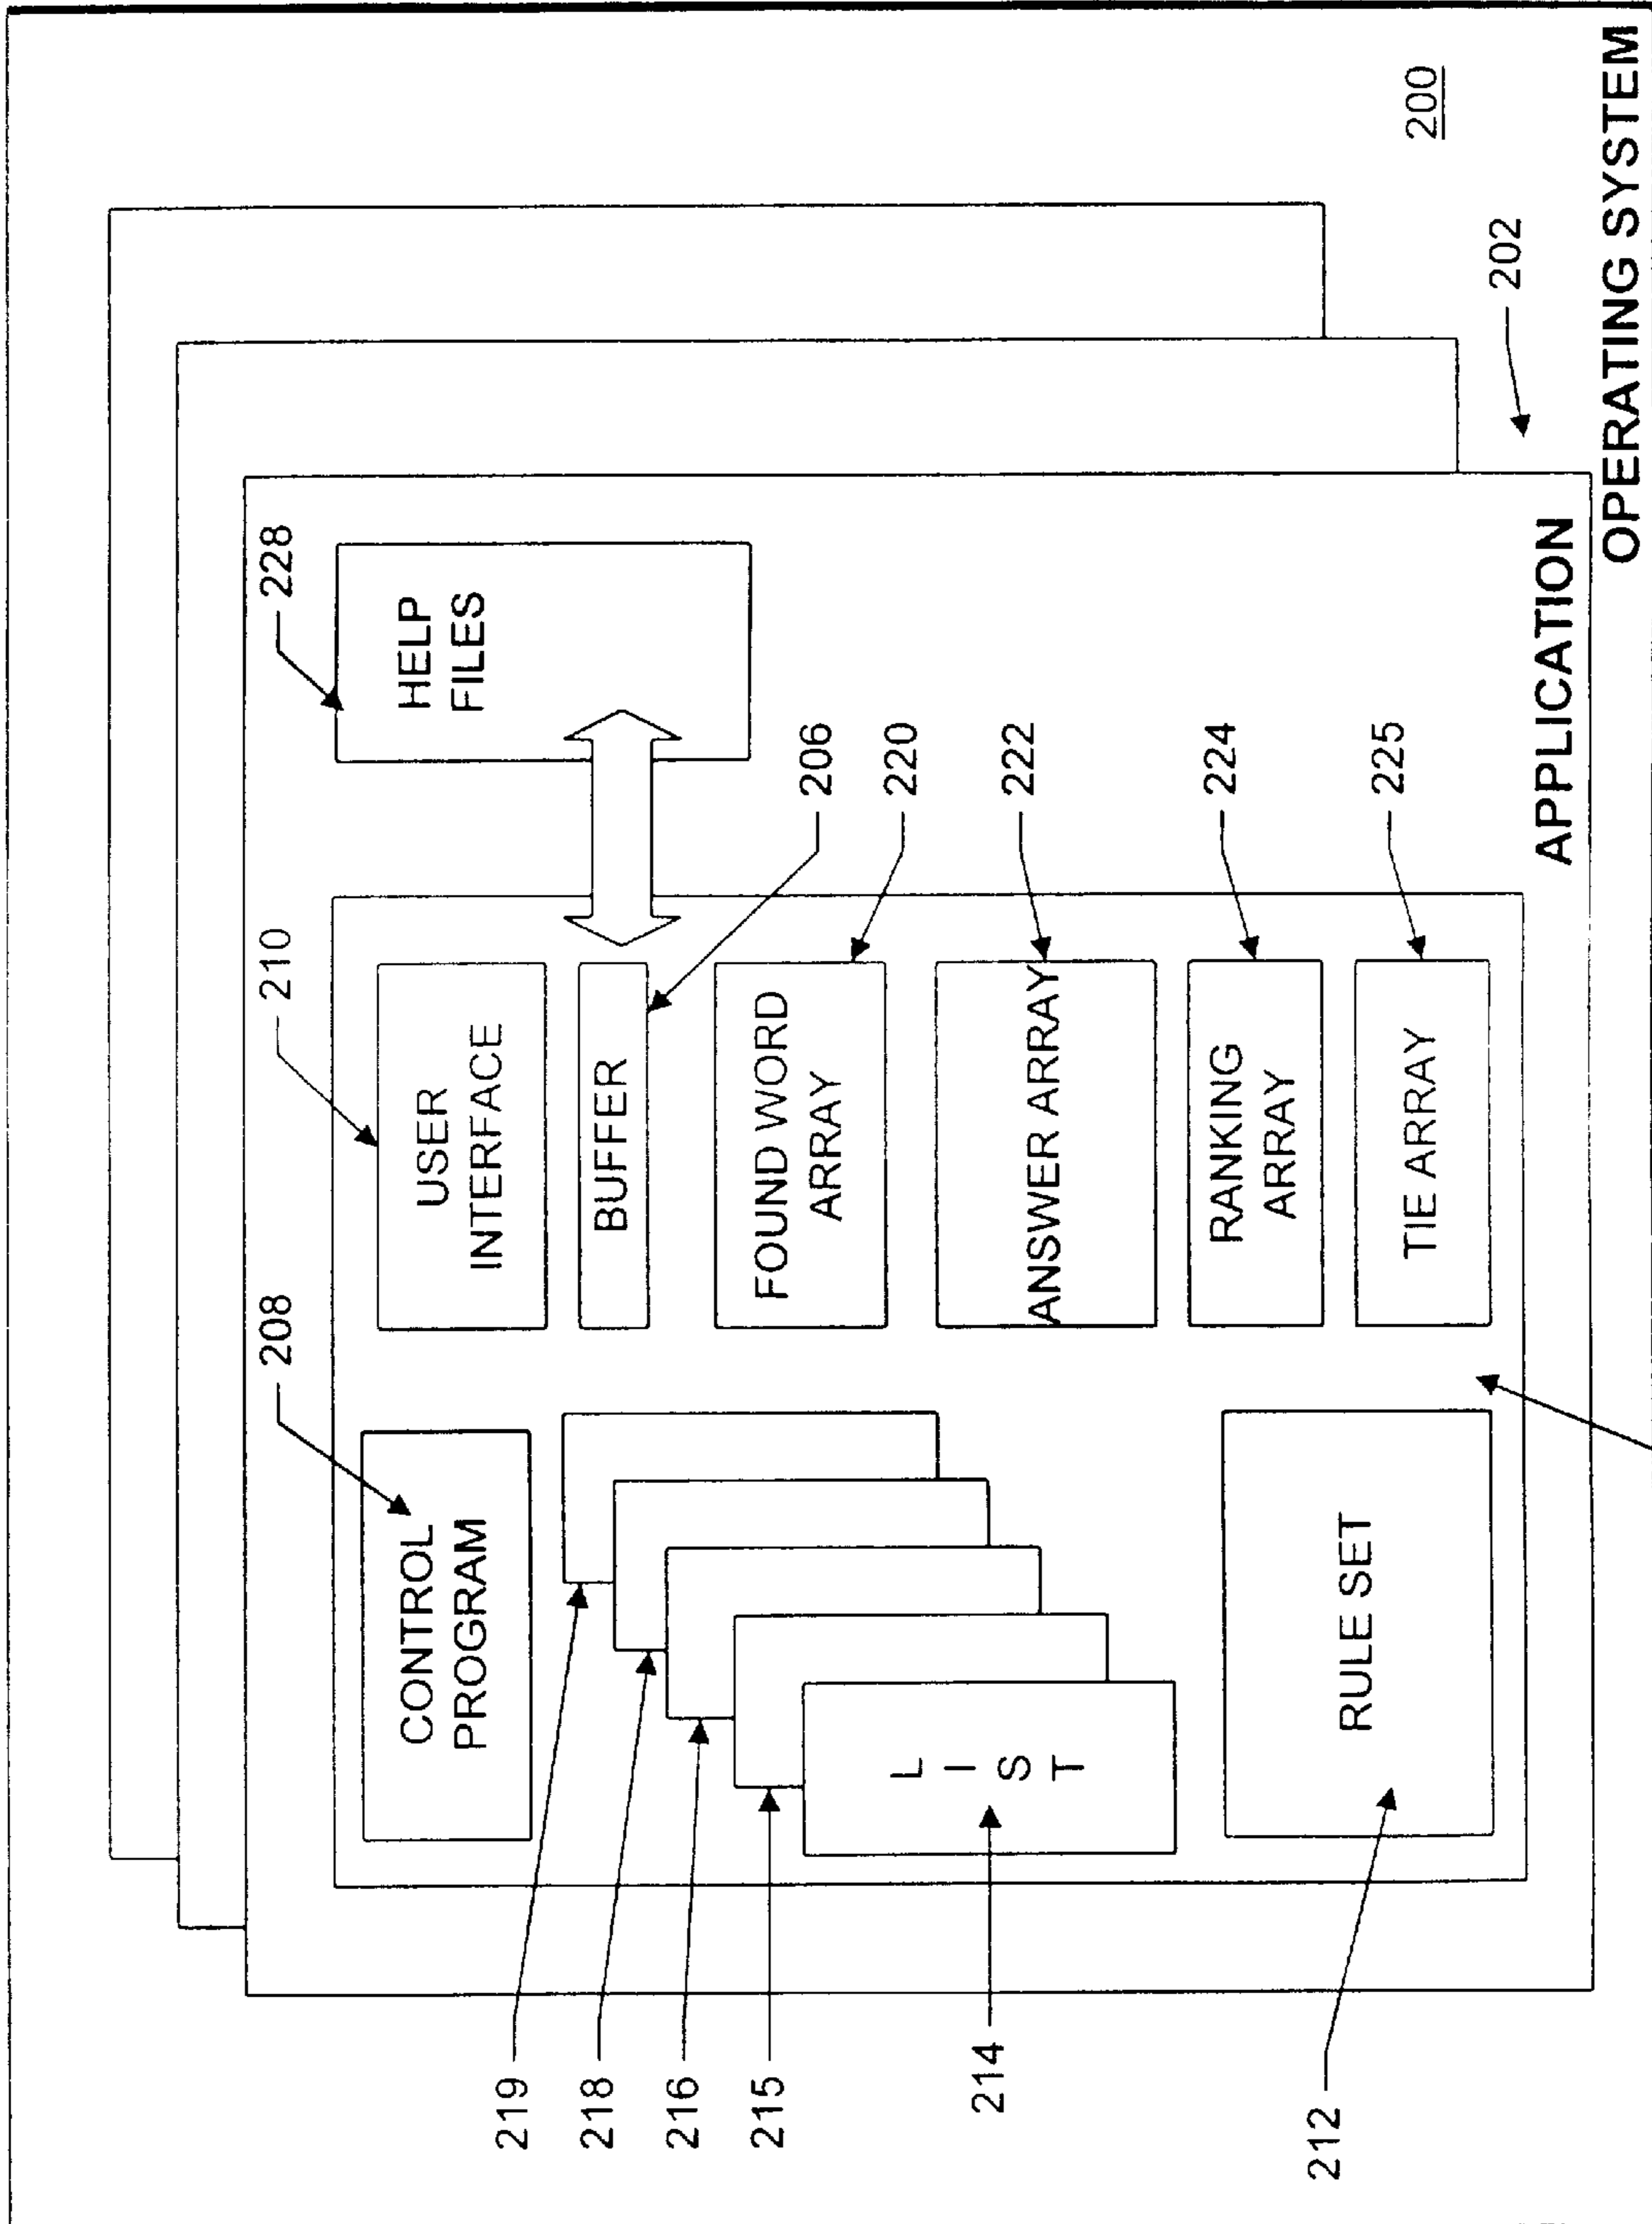 208
210
228
CONTROL
PROGRAM
USER
INTERFACE
HELP
FILES
219
218
216
215
214
212
BUFFER
206
FOUND WORD
ARRAY
220
L
I
S
T
ANSWER ARRAY
222
RANKING
ARRAY
224
RULE SET
TIE ARRAY
225
APPLICATION
202
200
OPERATING SYSTEM